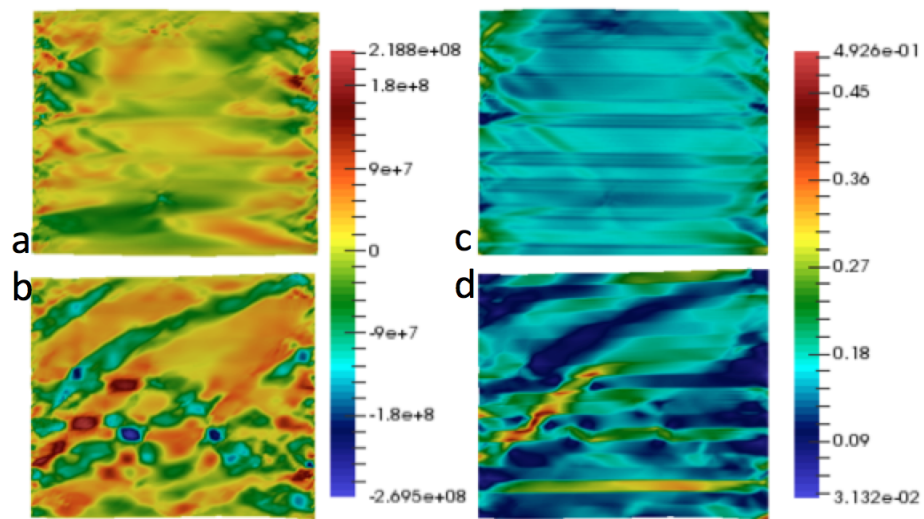 a
b
2.188e+08
1.8e+8
9e+7
0
-9e+7
-1.8e+8
-2.695e+08
c
d
4.926e-01
0.45
0.36
0.27
0.18
0.09
3.132e-02